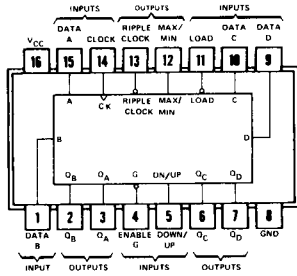 INPUTS OUTPUTS INPUTS
DATA RIPPLE MAX/ DATA DATA
VCC A CLOCK CLOCK MIN LOAD C D
16 15 14 13 12 11 10 9
A CK RIPPLE MAX/ LOAD C
CLOCK MIN
B D
QB QA G DN/UP QC QD
1 2 3 4 5 6 7 8
DATA QB QA ENABLE DOWN/ QC QD GND
B G UP
INPUT OUTPUTS INPUTS OUTPUTS